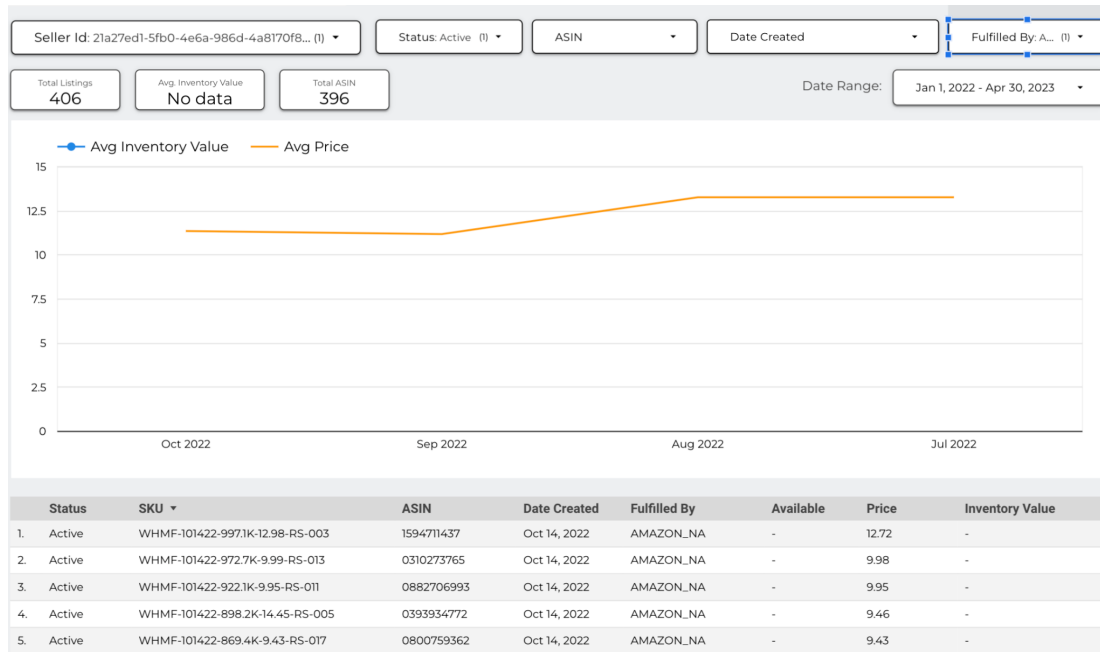 Seller Id: 21a27ed1-5fb0-4e6a-986d-4a8170f8... (1)
Status: Active (1)
ASIN
Date Created
Fulfilled By: A... (1)
Total Listings
406
Avg. Inventory Value
No data
Total ASIN
396
Date Range:
Jan 1, 2022 - Apr 30, 2023
Avg Inventory Value
Avg Price
15
12.5
10
7.5
5
2.5
0
Oct 2022
Sep 2022
Aug 2022
Jul 2022
Status SKU ASIN Date Created Fulfilled By Available Price Inventory Value
1. Active WHMF-101422-997.1K-12.98-RS-003 1594711437 Oct 14, 2022 AMAZON_NA - 12.72 -
2. Active WHMF-101422-972.7K-9.99-RS-013 0310273765 Oct 14, 2022 AMAZON_NA - 9.98 -
3. Active WHMF-101422-922.1K-9.95-RS-011 0882706993 Oct 14, 2022 AMAZON_NA - 9.95 -
4. Active WHMF-101422-898.2K-14.45-RS-005 0393934772 Oct 14, 2022 AMAZON_NA - 9.46 -
5. Active WHMF-101422-869.4K-9.43-RS-017 0800759362 Oct 14, 2022 AMAZON_NA - 9.43 -